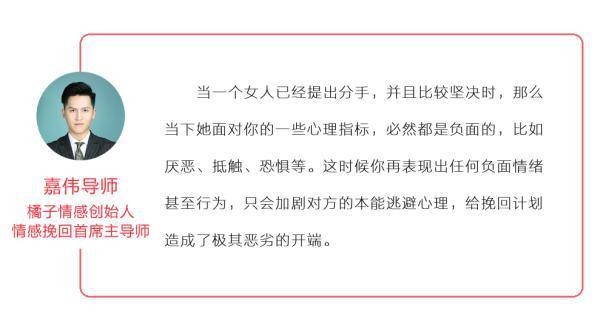 当一个女人已经提出分手，并且比较坚决时，那么
当下她面对你的一些心理指标，必然都是负面的，比如
厌恶、抵触、恐惧等。这时候你再表现出任何负面情绪
甚至行为，只会加剧对方的本能逃避心理，给挽回计划
造成了极其恶劣的开端。
嘉伟导师
橘子情感创始人
情感挽回首席主导师